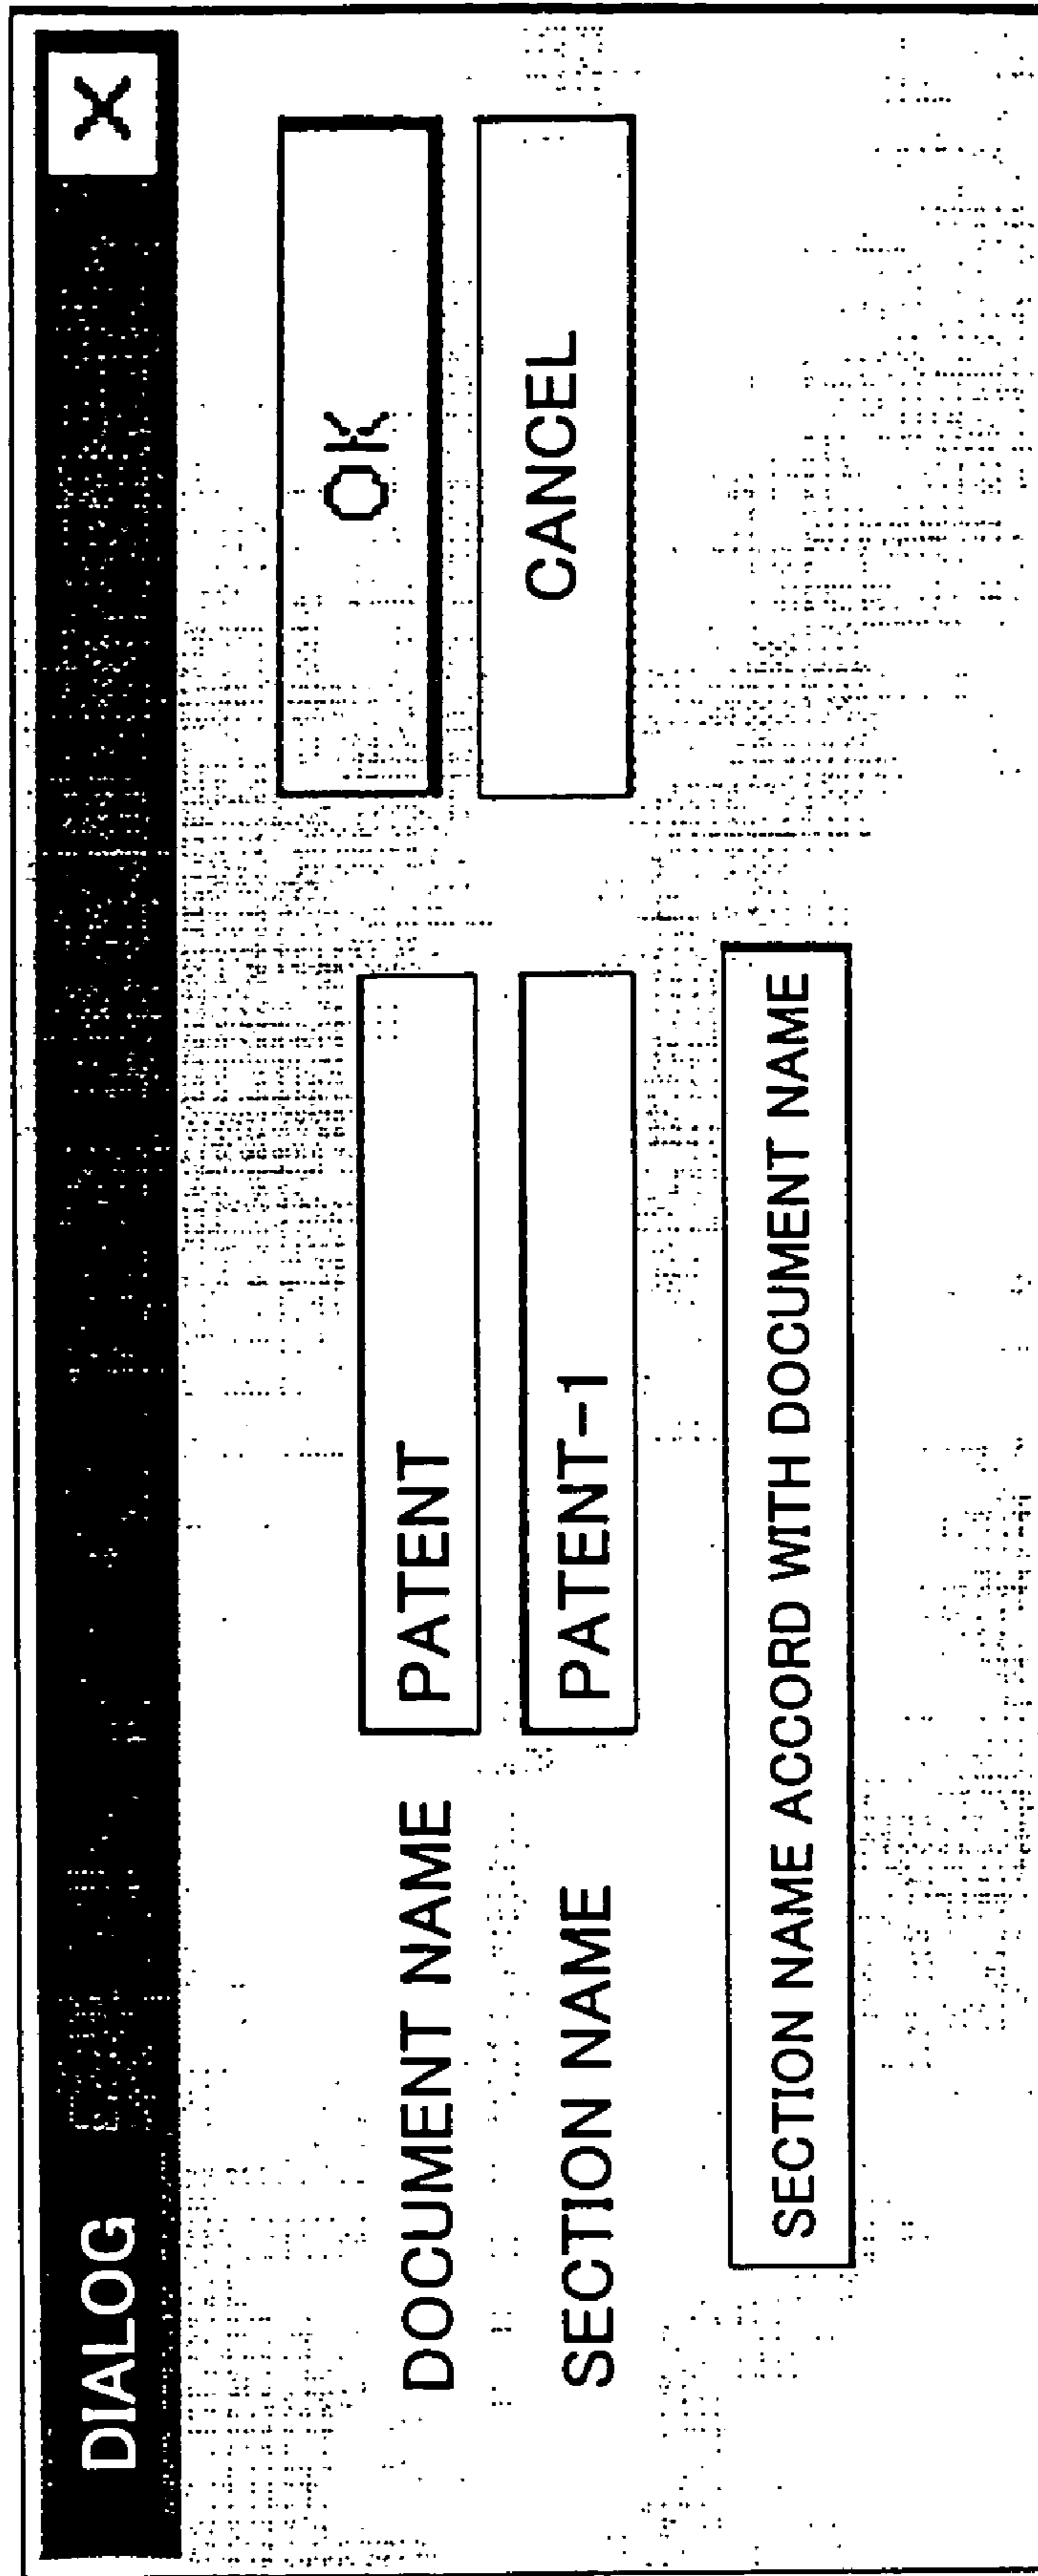 DIALOG X
OK
DOCUMENT NAME PATENT
CANCEL
SECTION NAME PATENT-1
SECTION NAME ACCORD WITH DOCUMENT NAME